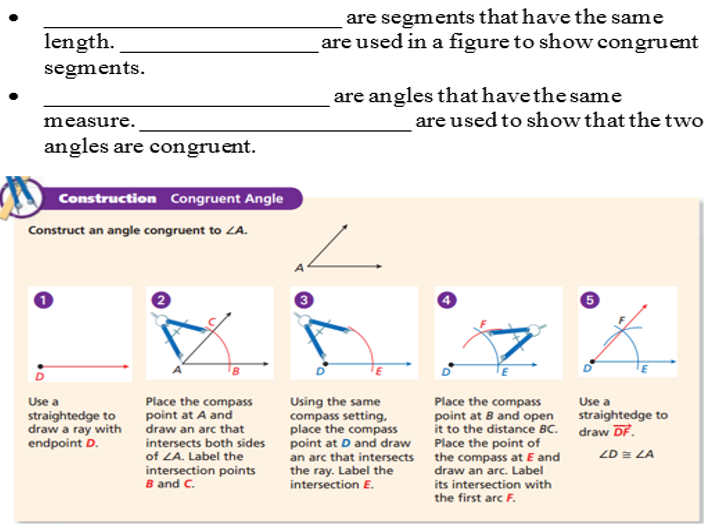 • ______________________________ are segments that have the same
length. ____________________ are used in a figure to show congruent
segments.
• _____________________________ are angles that have the same
measure. ___________________________ are used to show that the two
angles are congruent.
Construction Congruent Angle
Construct an angle congruent to ∠A.
A
1
D
Use a
straightedge to
draw a ray with
endpoint D.
2
C
A
B
Place the compass
point at A and
draw an arc that
intersects both sides
of ∠A. Label the
intersection points
B and C.
3
D
E
Using the same
compass setting,
place the compass
point at D and draw
an arc that intersects
the ray. Label the
intersection E.
4
F
D
E
Place the compass
point at B and open
it to the distance BC.
Place the point of
the compass at E and
draw an arc. Label
its intersection with
the first arc F.
5
F
D
E
Use a
straightedge to
draw D͞F⃗.
∠D ≅ ∠A